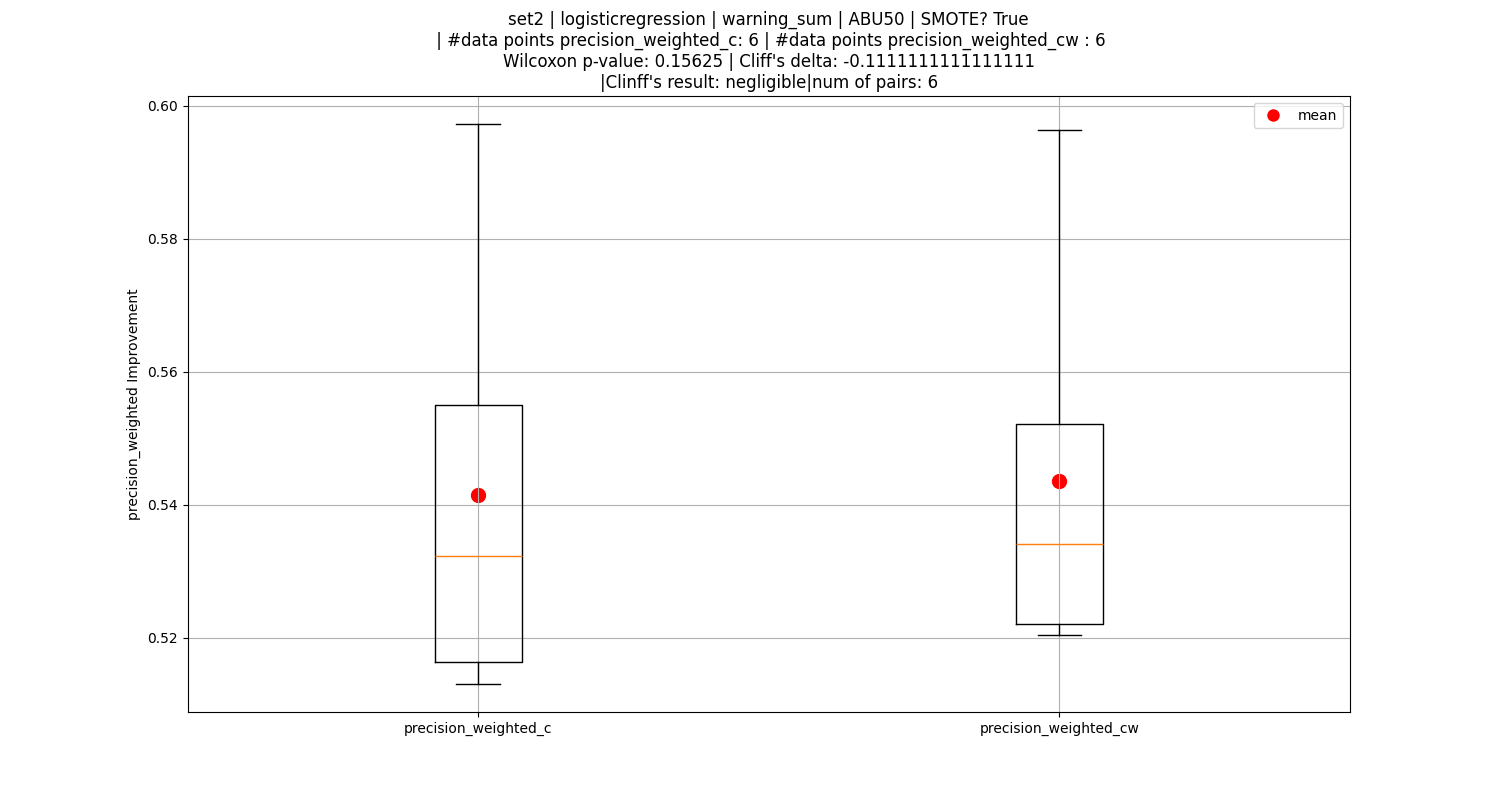 set2 | logisticregression | warning_sum | ABU50 | SMOTE? True
| #data points precision_weighted_c: 6 | #data points precision_weighted_cw : 6
Wilcoxon p-value: 0.15625 | Cliff's delta: -0.1111111111111111
|Clinff's result: negligible|num of pairs: 6
mean
precision_weighted Improvement
0.60
0.58
0.56
0.54
0.52
precision_weighted_c
precision_weighted_cw